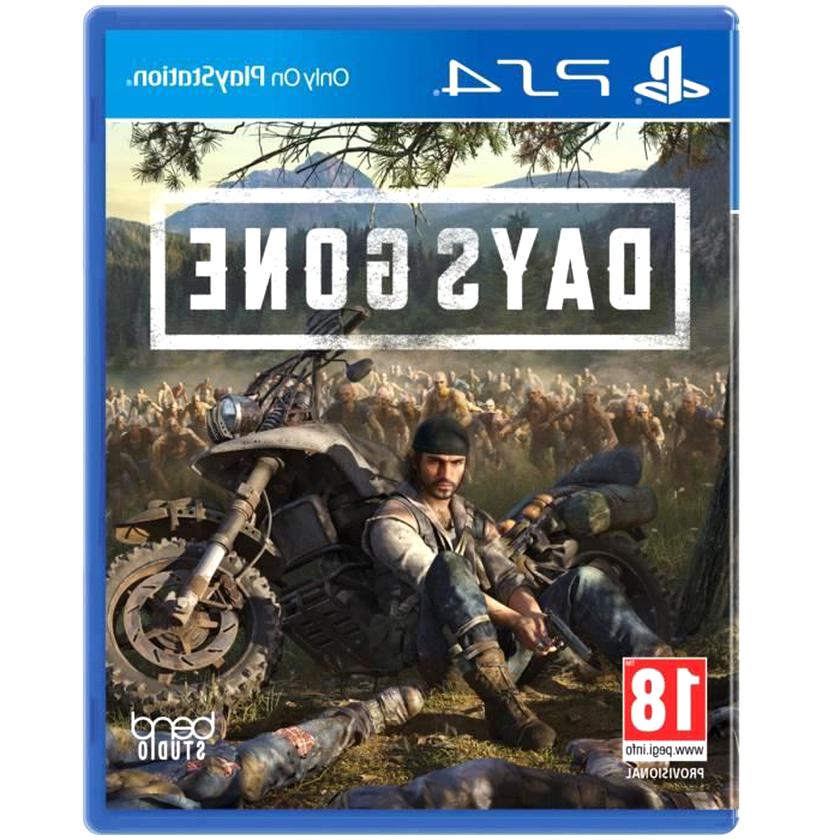 PS4
Only On PlayStation
DAYS GONE
18
www.pegi.info
PROVISIONAL
bend
STUDIO